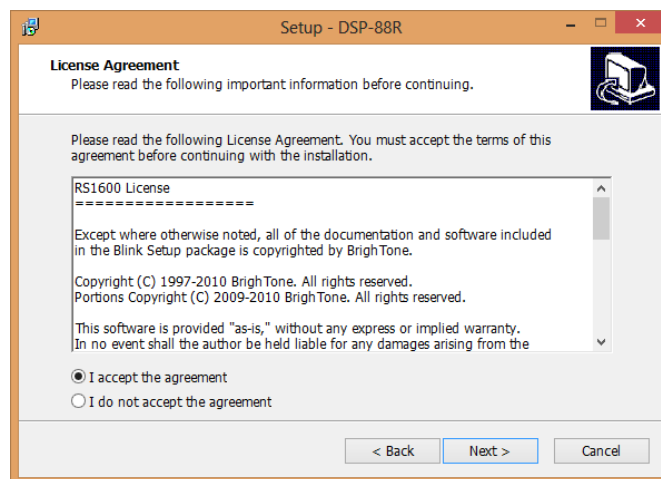 Setup - DSP-88R
License Agreement
Please read the following important information before continuing.
Please read the following License Agreement. You must accept the terms of this
agreement before continuing with the installation.
RS1600 License
==================
Except where otherwise noted, all of the documentation and software included
in the Blink Setup package is copyrighted by BrighTone.
Copyright (C) 1997-2010 BrighTone. All rights reserved.
Portions Copyright (C) 2009-2010 BrighTone. All rights reserved.
This software is provided "as-is," without any express or implied warranty.
In no event shall the author be held liable for any damages arising from the
I accept the agreement
I do not accept the agreement
< Back Next > Cancel